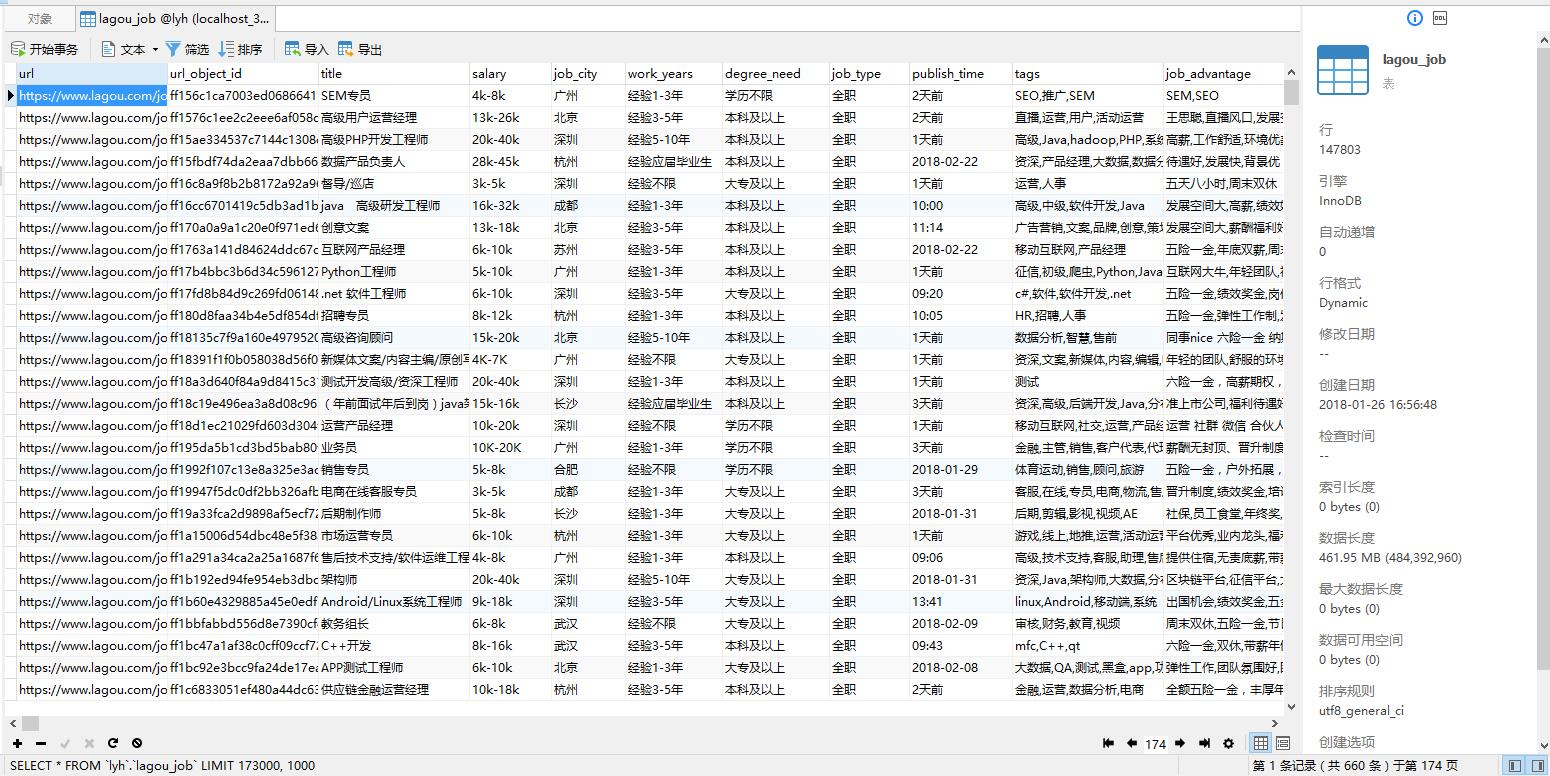 对象 lagou_job @lyh (localhost_3...
开始事务 文本 筛选 排序 导入 导出
url url_object_id title salary job_city work_years degree_need job_type publish_time tags job_advantage
https://www.lagou.com/jo ff156c1ca7003ed0686641 SEM专员 4k-8k 广州 经验1-3年 学历不限 全职 2天前 SEO,推广,SEM SEM,SEO
https://www.lagou.com/jo ff1576c1ee2c2eee6af058c 高级用户运营经理 13k-26k 北京 经验3-5年 本科及以上 全职 2天前 直播,运营,用户,活动运营 王思聪,直播风口,发展空
https://www.lagou.com/jo ff15ae334537c7144c1308 高级PHP开发工程师 20k-40k 深圳 经验5-10年 本科及以上 全职 1天前 高级,Java,hadoop,PHP,系统 高薪,工作舒适,环境优
https://www.lagou.com/jo ff15fbdf74da2eaa7dbb66 数据产品负责人 28k-45k 杭州 经验应届毕业生 本科及以上 全职 2018-02-22 资深,产品经理,大数据,数据分 待遇好,发展快,背景优
https://www.lagou.com/jo ff16c8a9f8b2b8172a92a9 督导/巡店 3k-5k 深圳 经验不限 大专及以上 全职 1天前 运营,人事 五天八小时,周末双休
https://www.lagou.com/jo ff16cc6701419c5db3ad1b java 高级研发工程师 16k-32k 成都 经验1-3年 本科及以上 全职 10:00 高级,中级,软件开发,Java 发展空间大,高薪,绩效
https://www.lagou.com/jo ff170a0a9a1c20e0f971ed 创意文案 13k-18k 北京 经验3-5年 本科及以上 全职 11:14 广告营销,文案,品牌,创意,策 发展空间大,薪酬福利好
https://www.lagou.com/jo ff1763a141d84624ddc67c 互联网产品经理 6k-10k 苏州 经验3-5年 本科及以上 全职 2018-02-22 移动互联网,产品经理 五险一金,年底双薪,周
https://www.lagou.com/jo ff17b4bbc3b6d34c596127 Python工程师 5k-10k 广州 经验1-3年 本科及以上 全职 1天前 征信,初级,爬虫,Python,Java 互联网大牛,年轻团队,
https://www.lagou.com/jo ff17fd8b84d9c269fd0614 .net 软件工程师 6k-10k 深圳 经验3-5年 大专及以上 全职 09:20 c#,软件,软件开发,.net 五险一金,绩效奖金,岗
https://www.lagou.com/jo ff180d8faa34b4e5df854d 招聘专员 8k-12k 杭州 经验1-3年 本科及以上 全职 10:05 HR,招聘,人事 五险一金,弹性工作制,
https://www.lagou.com/jo ff18135c7f9a160e497952 高级咨询顾问 15k-20k 北京 经验5-10年 本科及以上 全职 1天前 数据分析,智慧,售前 同事nice 六险一金 纳
https://www.lagou.com/jo ff18391f1f0b058038d56f0 新媒体文案/内容主编/原创写 4K-7K 广州 经验不限 大专及以上 全职 1天前 资深,文案,新媒体,内容,编辑, 年轻的团队,舒服的环境
https://www.lagou.com/jo ff18a3d640f84a9d8415c3 测试开发高级/资深工程师 20k-40k 深圳 经验1-3年 本科及以上 全职 1天前 测试 六险一金，高薪期权，
https://www.lagou.com/jo ff18c19e496ea3a8d08c96 （年前面试年后到岗）java 15k-16k 长沙 经验应届毕业生 本科及以上 全职 3天前 资深,高级,后端开发,Java,分 准上市公司,福利待遇好
https://www.lagou.com/jo ff18d1ec21029fd603d304 运营产品经理 10k-20k 深圳 经验不限 学历不限 全职 1天前 移动互联网,社交,运营,产品经 运营 社群 微信 合伙人
https://www.lagou.com/jo ff195da5b1cd3bd5bab80 业务员 10K-20K 广州 经验1-3年 学历不限 全职 3天前 金融,主管,销售,客户代表,代 薪酬无封顶、晋升制度
https://www.lagou.com/jo ff1992f107c13e8a325e3ac 销售专员 5k-8k 合肥 经验不限 学历不限 全职 2018-01-29 体育运动,销售,顾问,旅游 五险一金，户外拓展，
https://www.lagou.com/jo ff19947f5dc0df2bb326afb 电商在线客服专员 3k-5k 成都 经验1-3年 大专及以上 全职 3天前 客服,在线,专员,电商,物流,售 晋升制度,绩效奖金,培
https://www.lagou.com/jo ff19a33fca2d9898af5ecf7 后期制作师 5k-8k 长沙 经验1-3年 大专及以上 全职 2018-01-31 后期,剪辑,影视,视频,AE 社保,员工食堂,年终奖,
https://www.lagou.com/jo ff1a15006d54dbc48e5f38 市场运营专员 6k-10k 杭州 经验1-3年 大专及以上 全职 1天前 游戏,线上,地推,运营,活动运 平台优秀,业内龙头,福
https://www.lagou.com/jo ff1a291a34ca2a25a1687f 售后技术支持/软件运维工程 4k-8k 广州 经验1-3年 本科及以上 全职 09:06 高级,技术支持,客服,助理,售 提供住宿,无责底薪,带薪
https://www.lagou.com/jo ff1b192ed94fe954eb3dbc 架构师 20k-40k 深圳 经验5-10年 大专及以上 全职 2018-01-31 资深,Java,架构师,大数据,分 区块链平台,征信平台,
https://www.lagou.com/jo ff1b60e4329885a45e0edf Android/Linux系统工程师 9k-18k 深圳 经验3-5年 大专及以上 全职 13:41 linux,Android,移动端,系统 出国机会,绩效奖金,五
https://www.lagou.com/jo ff1bbfabbd556d8e7390cf 教务组长 6k-8k 武汉 经验不限 大专及以上 全职 2018-02-09 审核,财务,教育,视频 周末双休,五险一金,节
https://www.lagou.com/jo ff1bc47a1af38c0cff09ccf7 C++开发 8k-16k 武汉 经验3-5年 本科及以上 全职 09:43 mfc,C++,qt 六险一金,双休,带薪年
https://www.lagou.com/jo ff1bc92e3bcc9fa24de17e APP测试工程师 6k-10k 北京 经验1-3年 大专及以上 全职 2018-02-08 大数据,QA,测试,黑盒,app,功 弹性工作,团队氛围好,
https://www.lagou.com/jo ff1c6833051ef480a44dc6 供应链金融运营经理 10k-18k 杭州 经验3-5年 本科及以上 全职 2天前 金融,运营,数据分析,电商 全额五险一金，丰厚年
174
SELECT * FROM `lyh`.`lagou_job` LIMIT 173000, 1000 第 1 条记录 ( 共 660 条 ) 于第 174 页
DDL
lagou_job
表
行
147803
引擎
InnoDB
自动递增
0
行格式
Dynamic
修改日期
--
创建日期
2018-01-26 16:56:48
检查时间
--
索引长度
0 bytes (0)
数据长度
461.95 MB (484,392,960)
最大数据长度
0 bytes (0)
数据可用空间
0 bytes (0)
排序规则
utf8_general_ci
创建选项